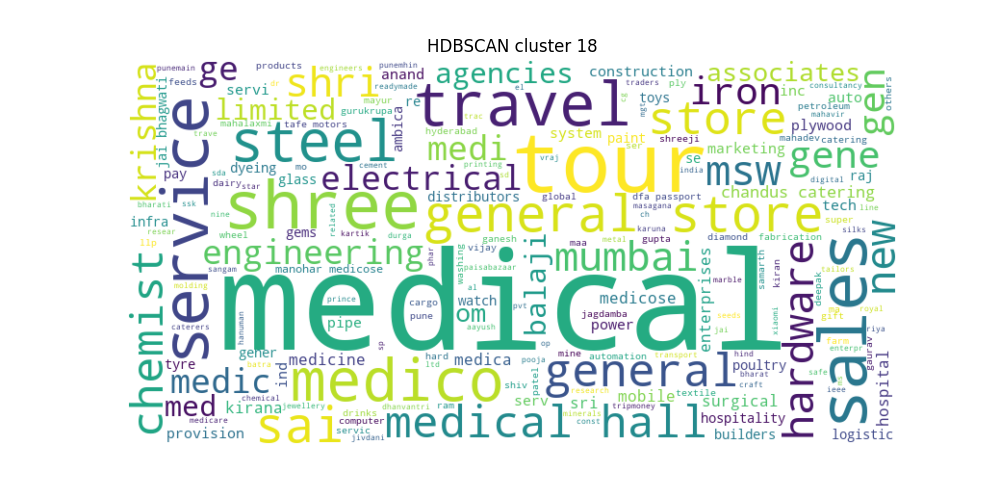 HDBSCAN cluster 18
punemain
products
engineers
punemhin
el
traders
ply
consultancy
others
krishna
feeds
ge
servi
dr
readymade
shri
anand
agencies
construction
associates
iron
inc
auto
gen
jai bhagwati
limited
mayur
re
gurukrupa
travel
cg
toys
mgt
petroleum
mahavir
mahalaxmi
tafe motors
ambica
trac
store
plywood
trave
service
steel
hyderabad
medi
system
paint
ser
shreeji
mahadev
catering
cement
printing
id
tour
vraj
india
marketing
se
msw
gene
pay
dyeing
mo
glass
electrical
raj
digital
sda
dairy
star
distributors
global
dfa passport
masagana
ch
chandus catering
tech
line
bharati
ssk
shree
general store
super
infra
nine
related
karuna
silks
resear
wheel
gems
kartik
durga
ganesh
maa
metal
gupta
diamond
fabrication
llp
engineering
phar
washing
vijay
mumbai
new
sangam
manohar medicose
paisabazaar
balaji
enterprises
marble
samarth
kiran
tailors
deepak
molding
medical
ai
hardware
sales
chemist
prince
cargo
watch
medicose
xiaomi
na
gift
royal
hanuman
pipe
pune
om
pvt
jagdamba
power
seeds
jai
farm
riya
caterers
aayush
enterpr
gaurav
tyre
gener
sp
hard
ltd
medicine
medica
op
pooja
mine
automation
transport
hind
bharat
poultry
safe
hospital
medic
batra
ind
medico
shiv
patel
general
research
craft
as
ieee
chemical
textile
med
jewellery
kirana
drinks
dhanvantri
ram
serv
sri
mobile
tripmoney
surgical
medicare
computer
minerals
hospitality
provision
sai
servic
jivdani
medical hall
const
builders
logistic